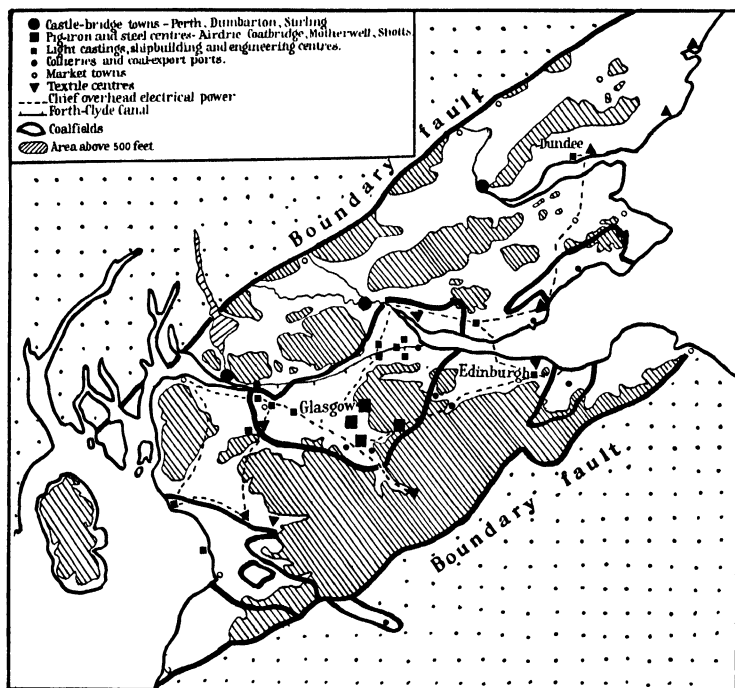 Castle-bridge towns - Perth, Dumbarton, Stirling
Pig-iron and steel centres - Airdrie Coatbridge, Motherwell, Shotts
Light castings, shipbuilding and engineering centres.
Collieries and coal-export ports.
Market towns
Textile centres
Chief overhead electrical power
Forth-Clyde Canal
Coalfields
Area above 500 feet
Boundary fault
Dundee
Edinburgh
Glasgow
Boundary fault